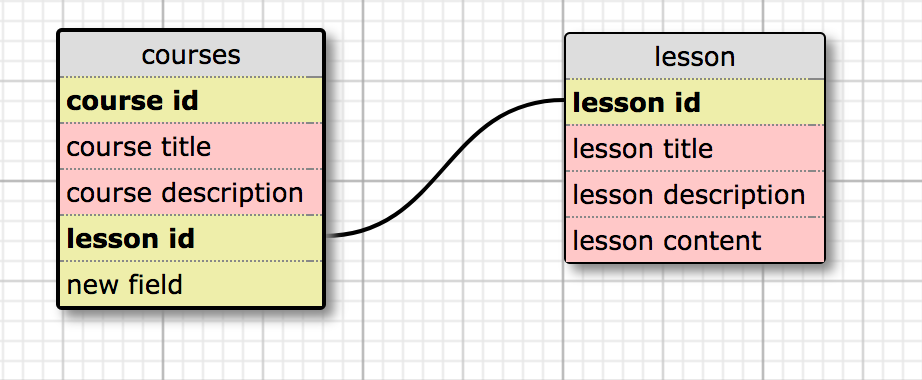 courses
course id
course title
course description
lesson id
new field
lesson
lesson id
lesson title
lesson description
lesson content